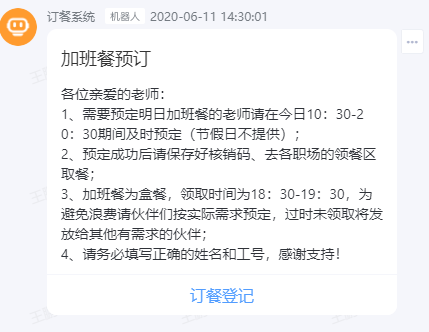 订餐系统 机器人 2020-06-11 14:30:01
加班餐预订
各位亲爱的老师：
1、需要预定明日加班餐的老师请在今日10：30-2
0：30期间及时预定（节假日不提供）；
2、预定成功后请保存好核销码、去各职场的领餐区
取餐；
3、加班餐为盒餐，领取时间为18：30-19：30，为
避免浪费请伙伴们按实际需求预定，过时未领取将发
放给其他有需求的伙伴；
4、请务必填写正确的姓名和工号，感谢支持！
订餐登记